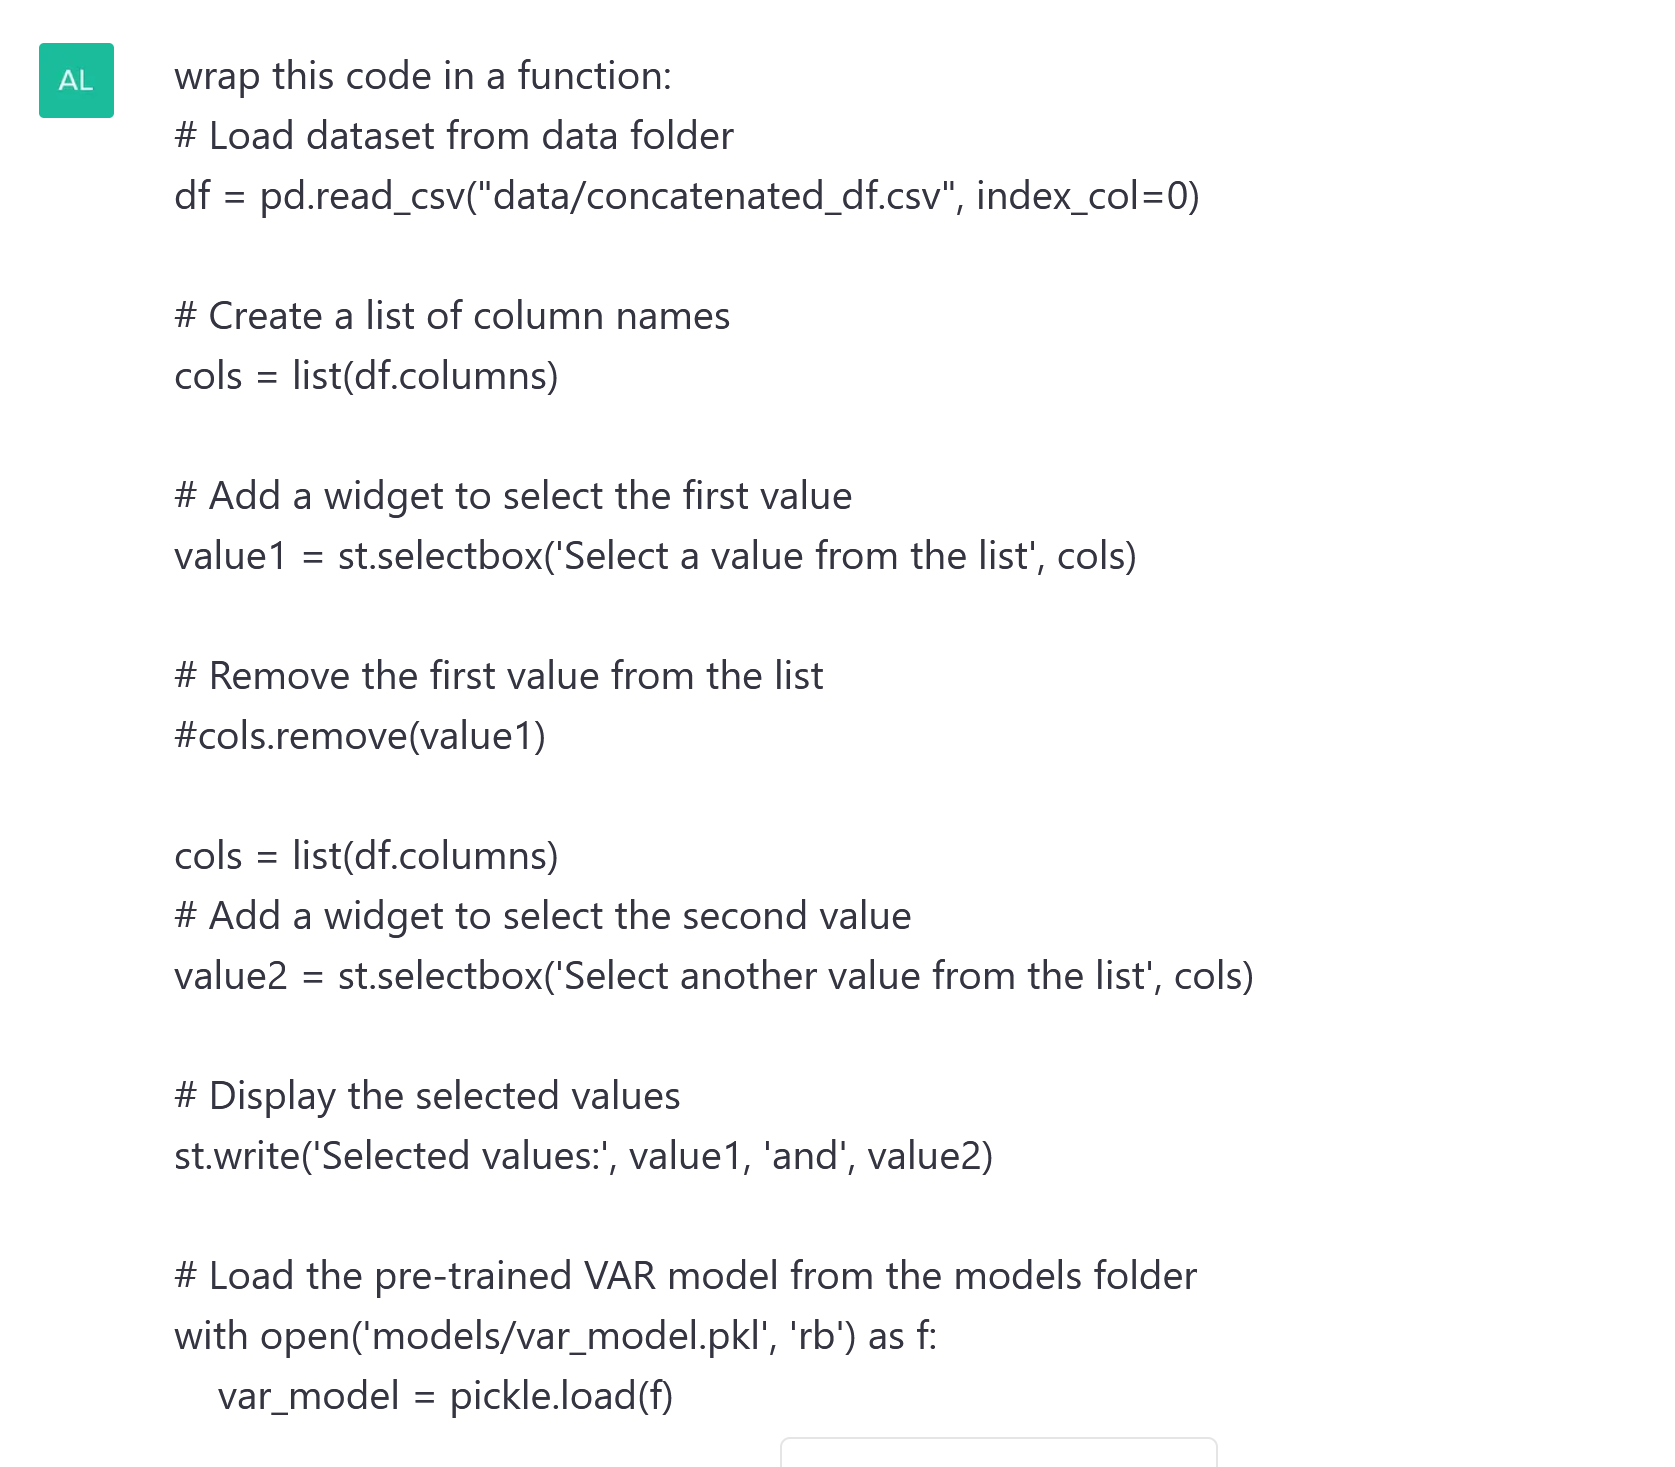 AL
wrap this code in a function:
# Load dataset from data folder
df = pd.read_csv("data/concatenated_df.csv", index_col=0)
# Create a list of column names
cols = list(df.columns)
# Add a widget to select the first value
value1 = st.selectbox('Select a value from the list', cols)
# Remove the first value from the list
#cols.remove(value1)
cols = list(df.columns)
# Add a widget to select the second value
value2 = st.selectbox('Select another value from the list', cols)
# Display the selected values
st.write('Selected values:', value1, 'and', value2)
# Load the pre-trained VAR model from the models folder
with open('models/var_model.pkl', 'rb') as f:
    var_model = pickle.load(f)